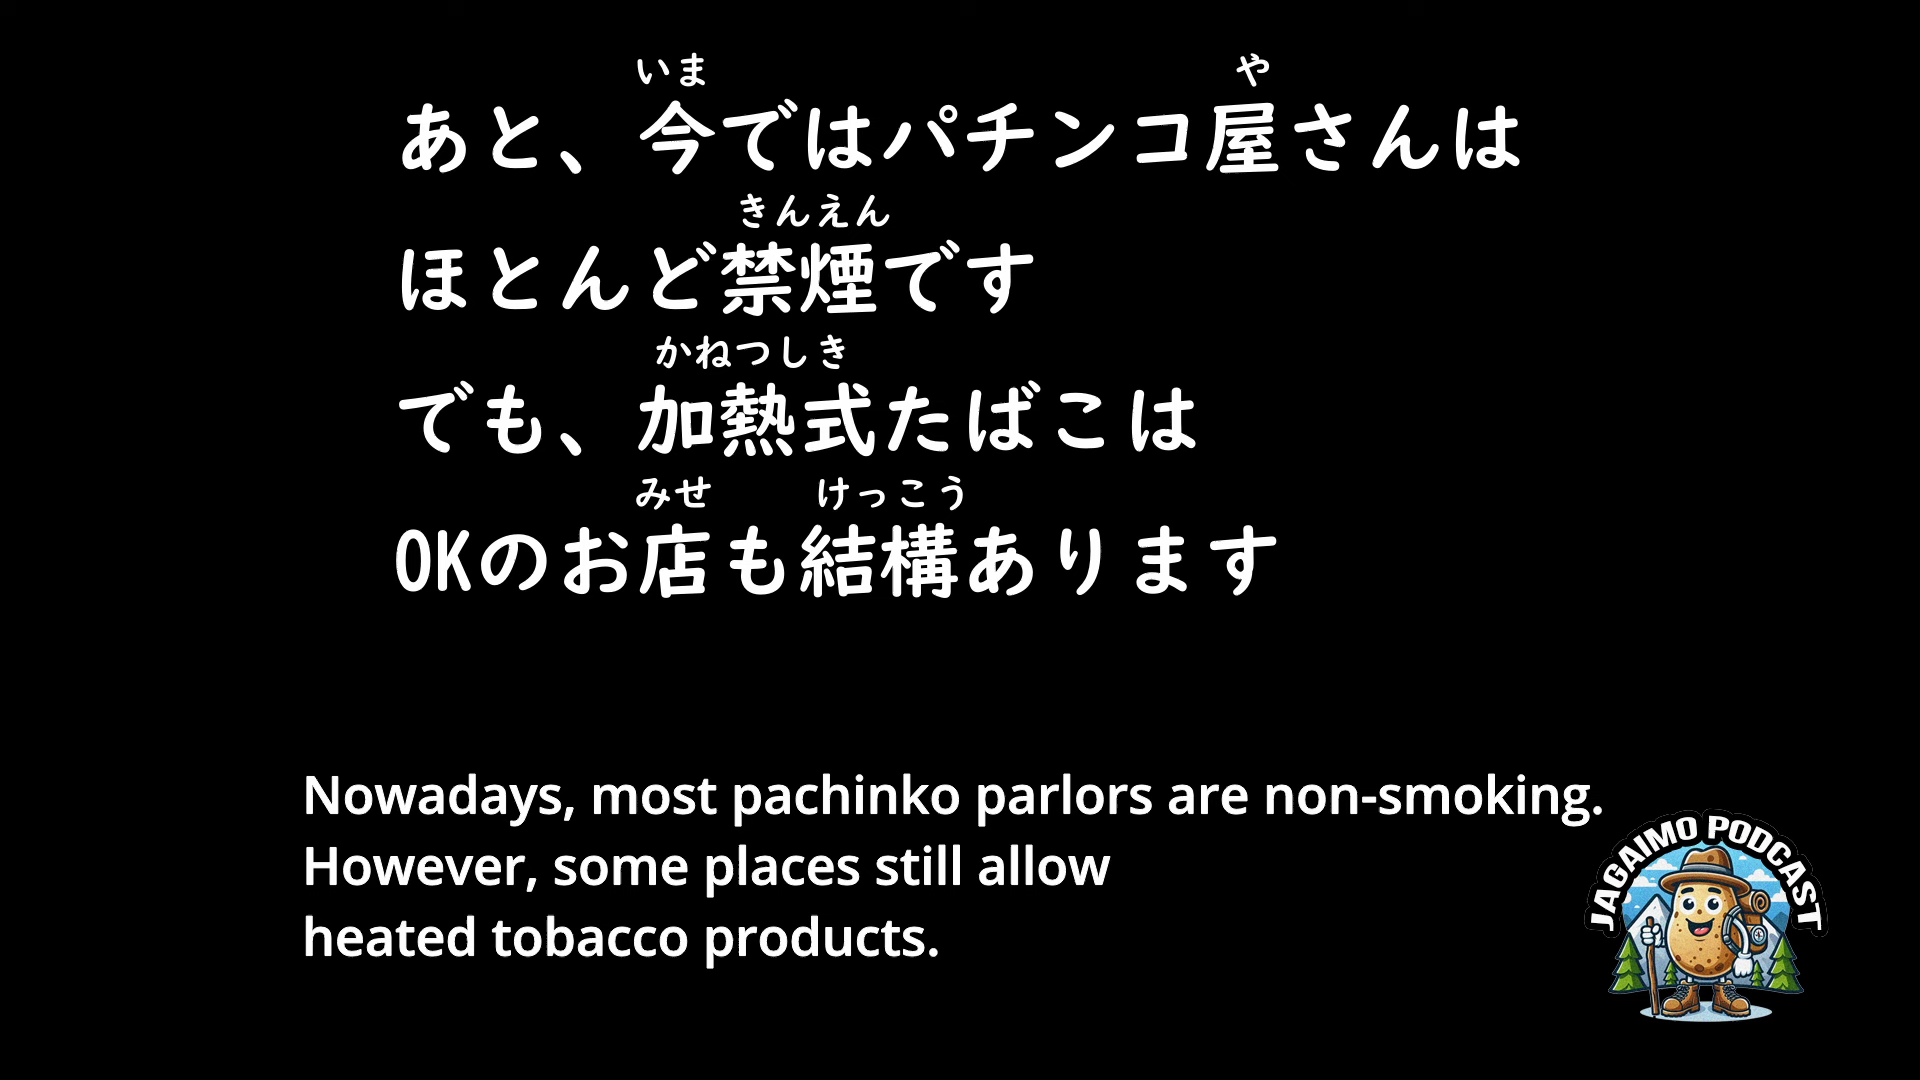 いま や
あと、今ではパチンコ屋さんは
きんえん
ほとんど禁煙です
かねつしき
でも、加熱式たばこは
みせ けっこう
OKのお店も結構あります
Nowadays, most pachinko parlors are non-smoking.
However, some places still allow
heated tobacco products.
JAGAIMO PODCAST